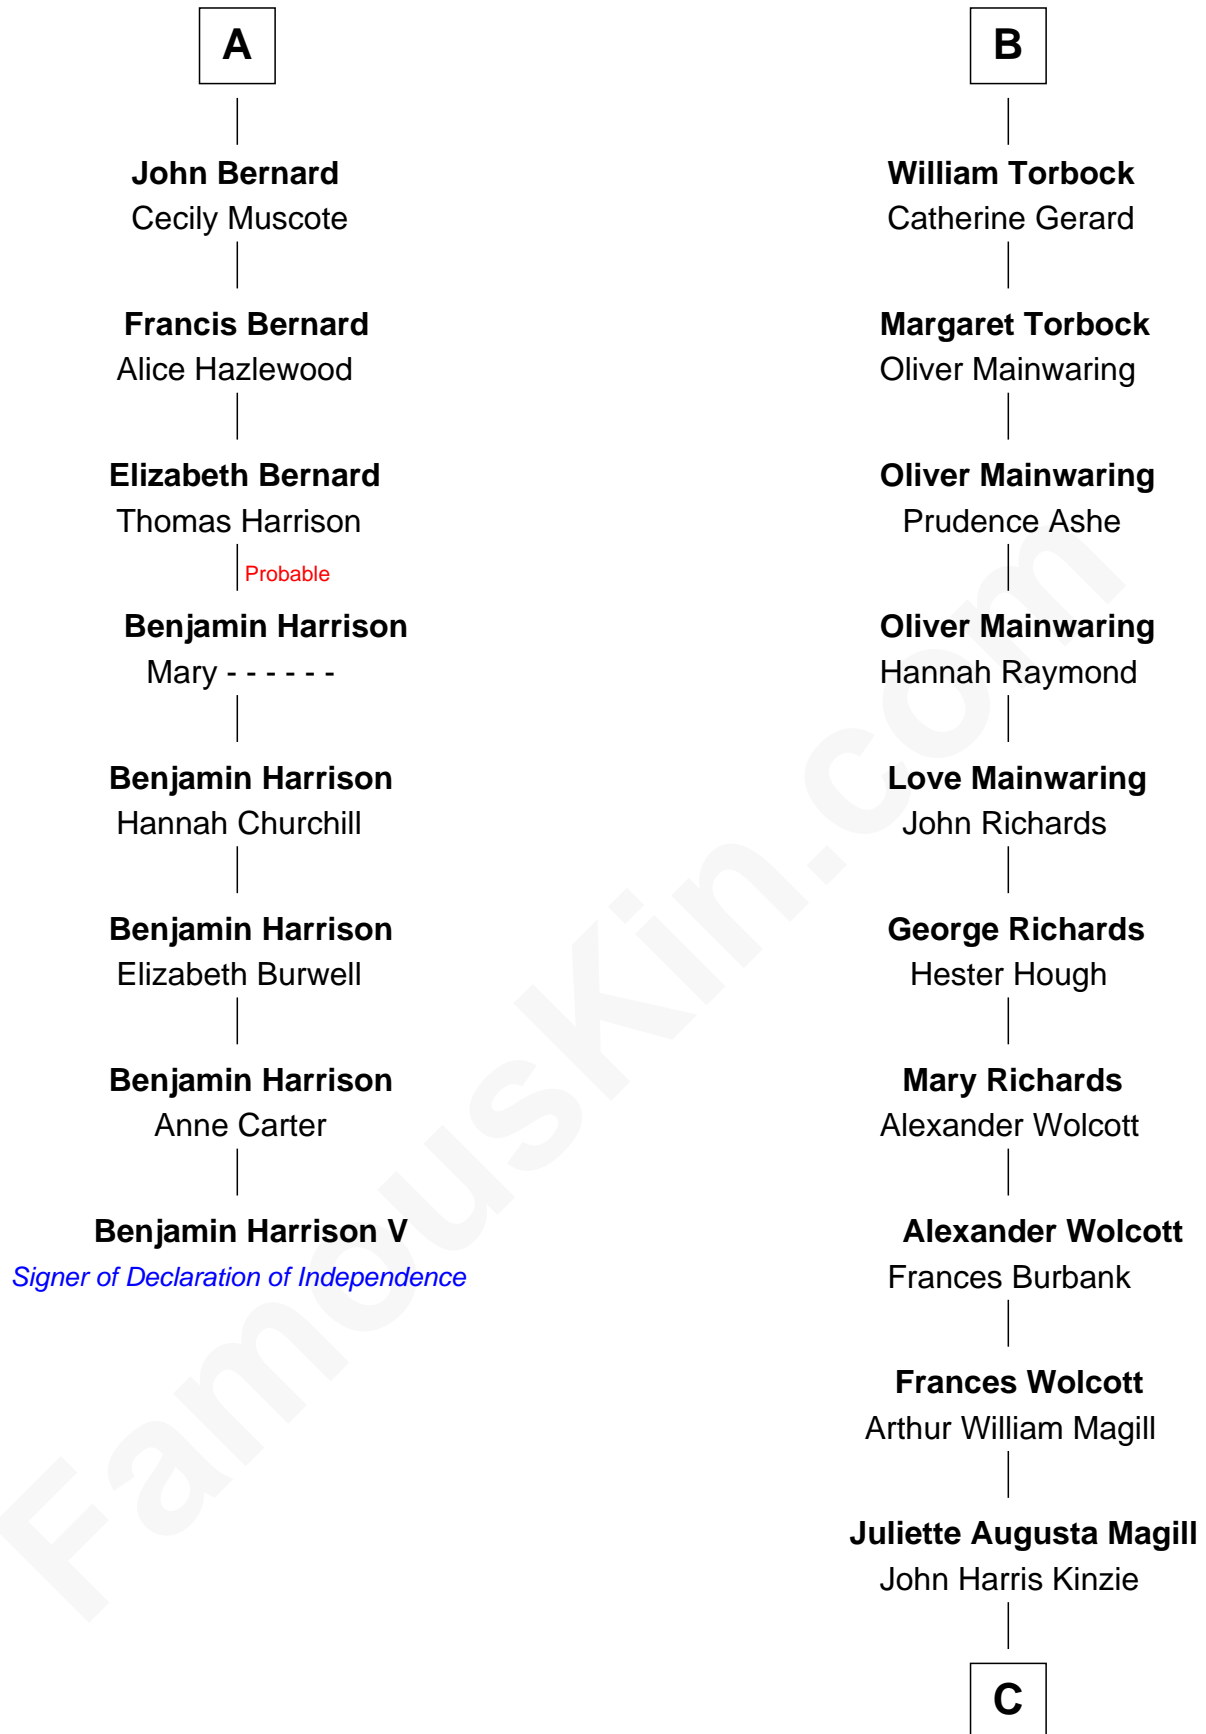 A
John Bernard
Cecily Muscote
Francis Bernard
Alice Hazlewood
Elizabeth Bernard
Thomas Harrison
Probable
Benjamin Harrison
Mary - - - - - -
Benjamin Harrison
Hannah Churchill
Benjamin Harrison
Elizabeth Burwell
Benjamin Harrison
Anne Carter
Benjamin Harrison V
Signer of Declaration of Independence
B
William Torbock
Catherine Gerard
Margaret Torbock
Oliver Mainwaring
Oliver Mainwaring
Prudence Ashe
Oliver Mainwaring
Hannah Raymond
Love Mainwaring
John Richards
George Richards
Hester Hough
Mary Richards
Alexander Wolcott
Alexander Wolcott
Frances Burbank
Frances Wolcott
Arthur William Magill
Juliette Augusta Magill
John Harris Kinzie
C
FamousKin.com